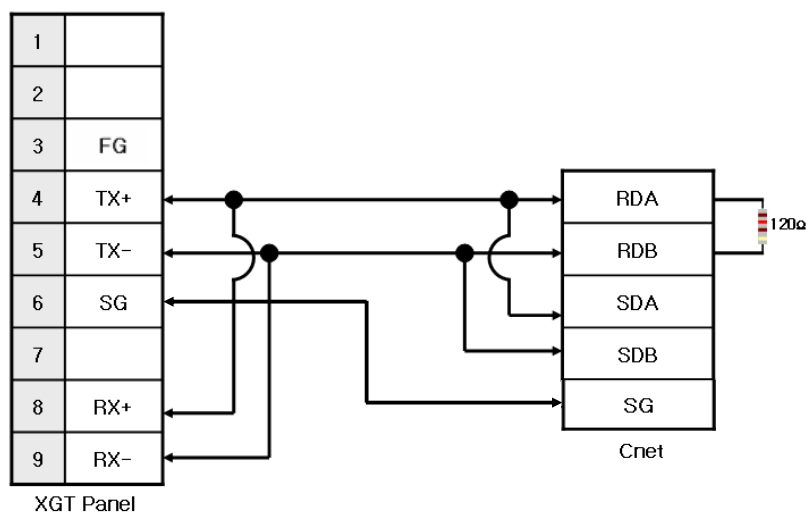 1
2
3 FG
4 TX+
5 TX-
6 SG
7
8 RX+
9 RX-
XGT Panel
RDA
RDB
SDA
SDB
SG
Cnet
120Ω